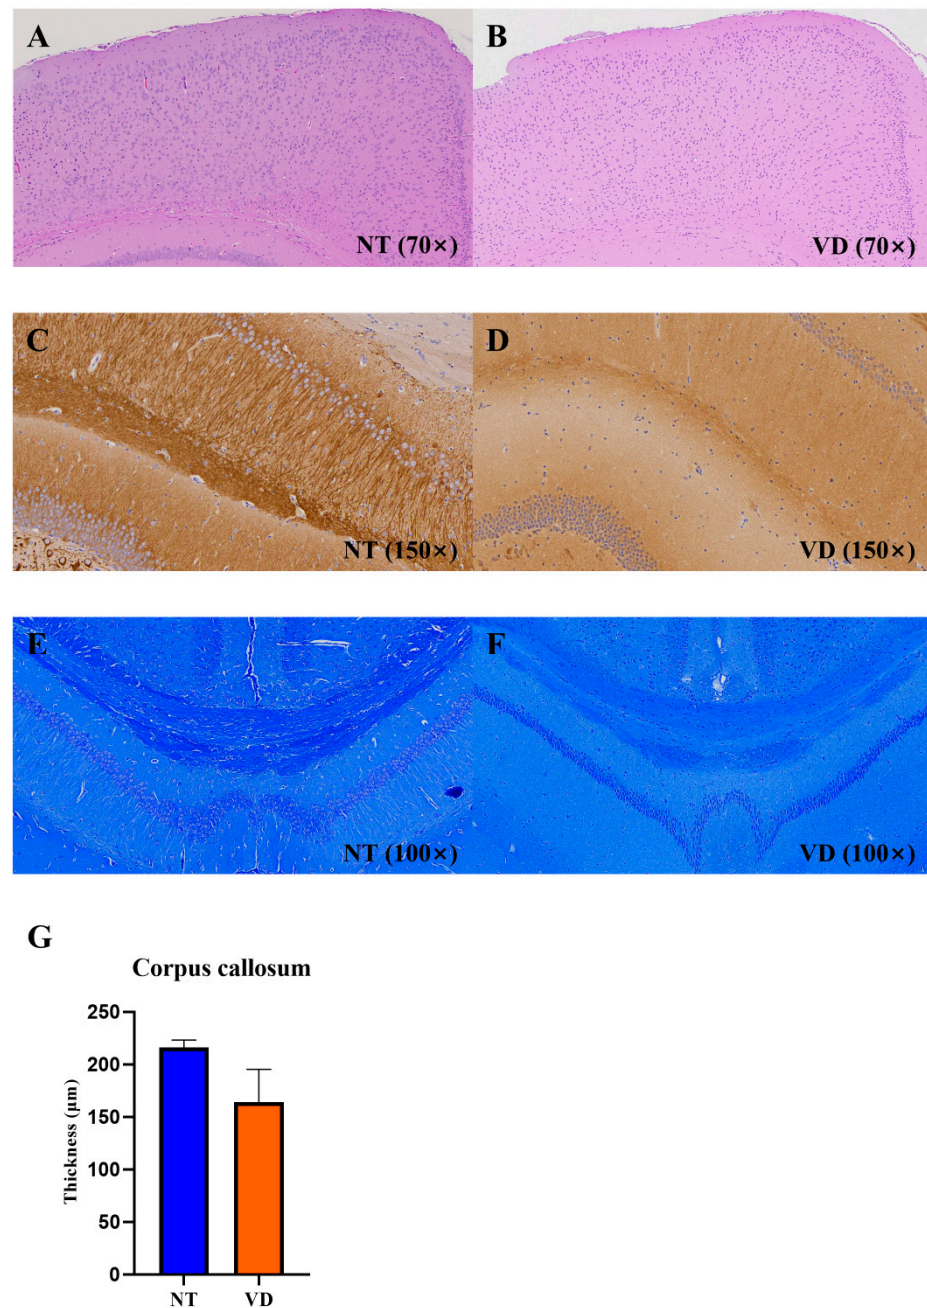 A
B
NT (70×)
VD (70×)
C
D
NT (150×)
VD (150×)
E
F
NT (100×)
VD (100×)
G
Corpus callosum
250
200
150
100
50
0
Thickness (µm)
NT
VD